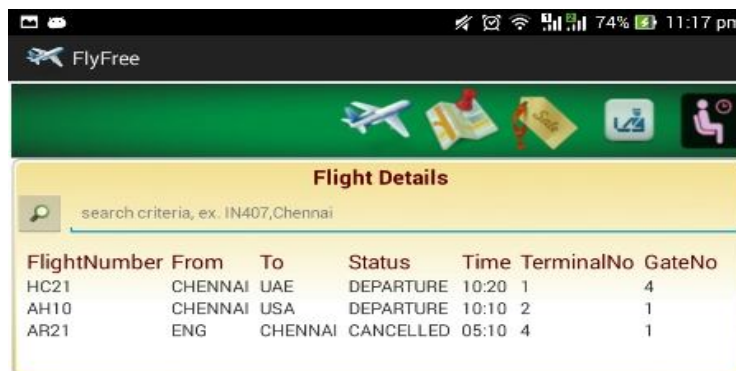 74% 11:17 pm
FlyFree
Sale
Flight Details
search criteria, ex. IN407,Chennai
FlightNumber From To Status Time TerminalNo GateNo
HC21 CHENNAI UAE DEPARTURE 10:20 1 4
AH10 CHENNAI USA DEPARTURE 10:10 2 1
AR21 ENG CHENNAI CANCELLED 05:10 4 1